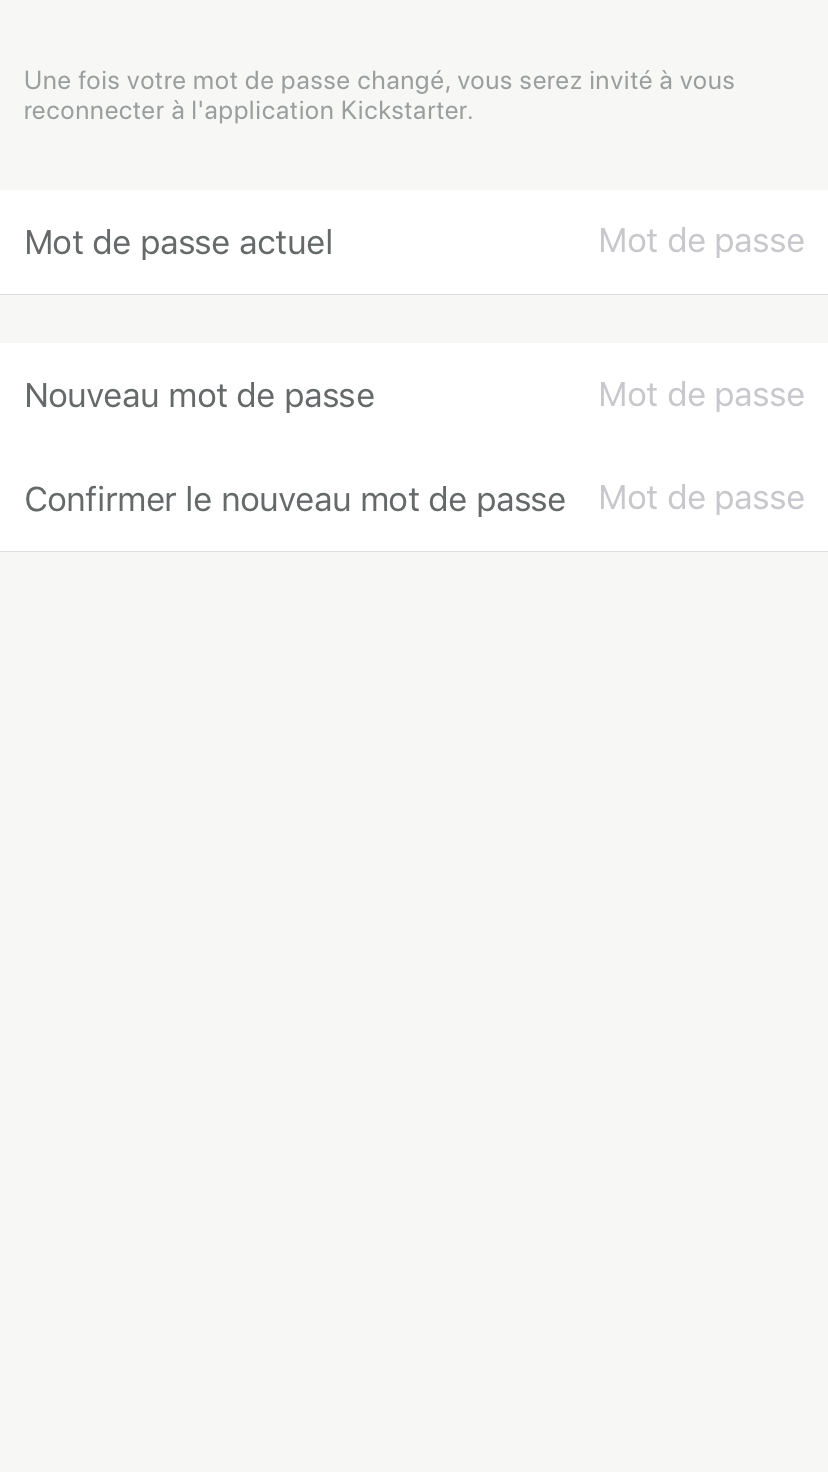 Une fois votre mot de passe changé, vous serez invité à vous
reconnecter à l'application Kickstarter.
Mot de passe actuel Mot de passe
Nouveau mot de passe Mot de passe
Confirmer le nouveau mot de passe Mot de passe